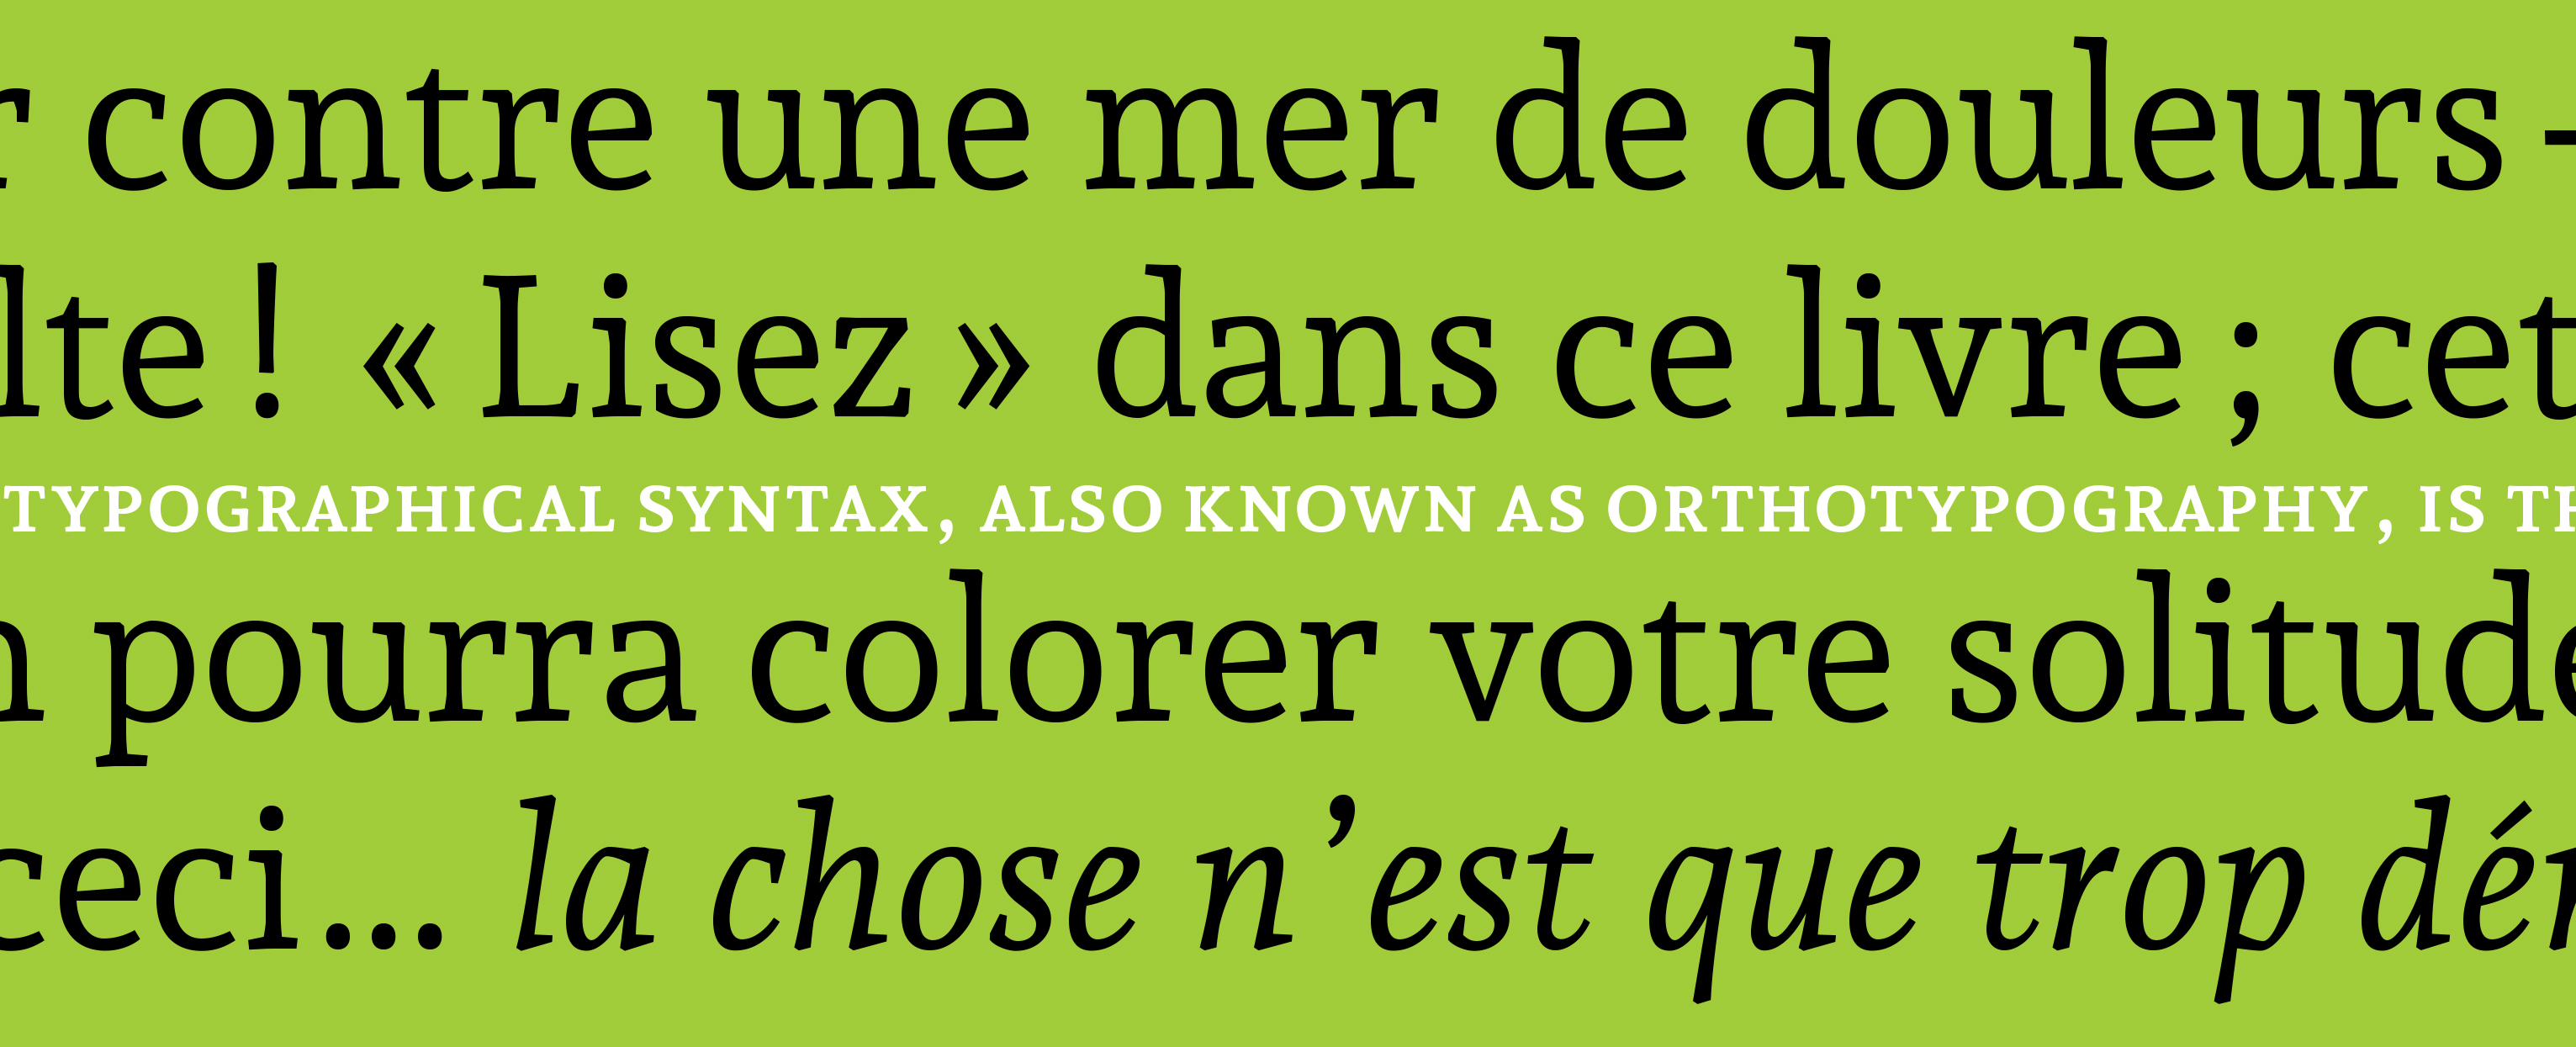 r contre une mer de douleurs –
lte ! « Lisez » dans ce livre ; cet
TYPOGRAPHICAL SYNTAX, ALSO KNOWN AS ORTHOTYPOGRAPHY, IS TH
n pourra colorer votre solitude
ceci… la chose n’est que trop dé